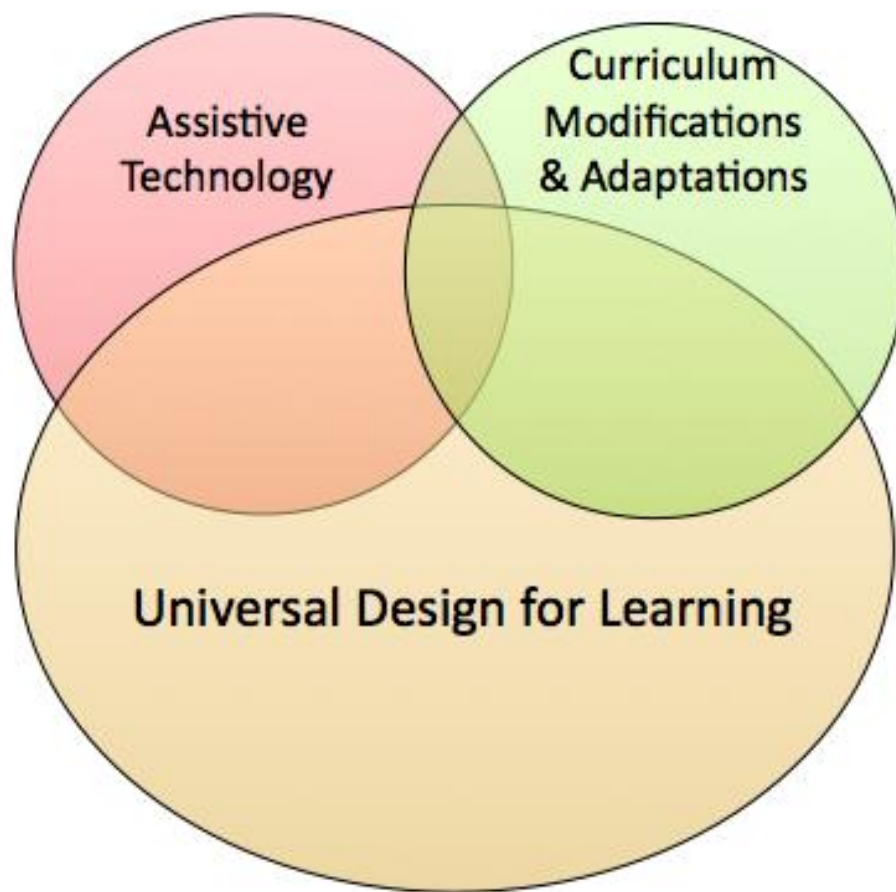 Assistive
Technology
Curriculum
Modifications
& Adaptations
Universal Design for Learning